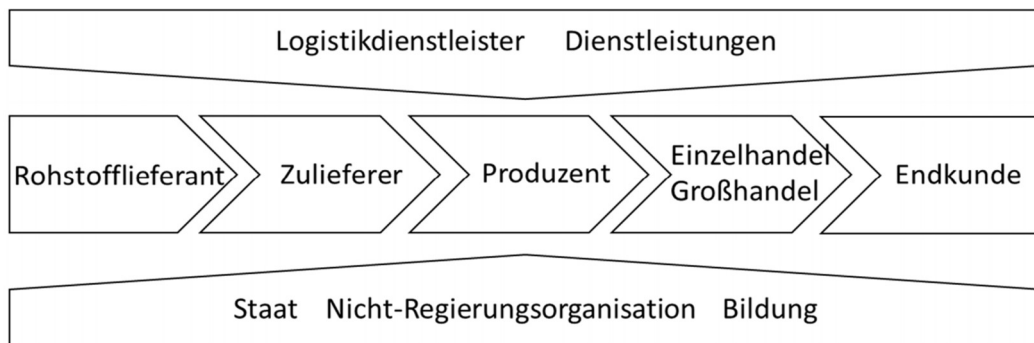 Logistikdienstleister Dienstleistungen
Rohstofflieferant
Zulieferer
Produzent
Einzelhandel
Großhandel
Endkunde
Staat Nicht-Regierungsorganisation Bildung